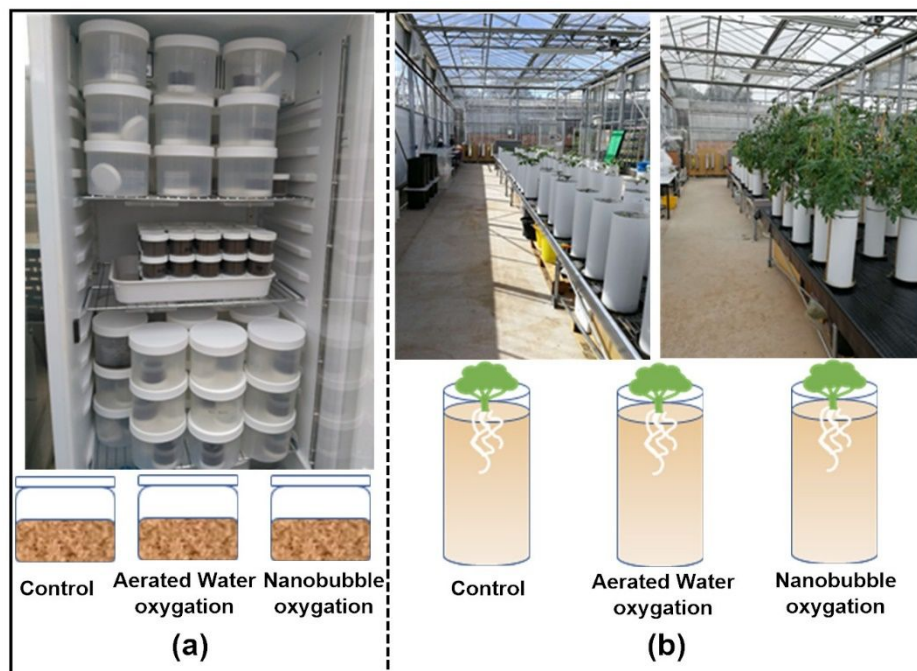 Control
Aerated Water
oxygation
Nanobubble
oxygation
(a)
Control
Aerated Water
oxygation
Nanobubble
oxygation
(b)